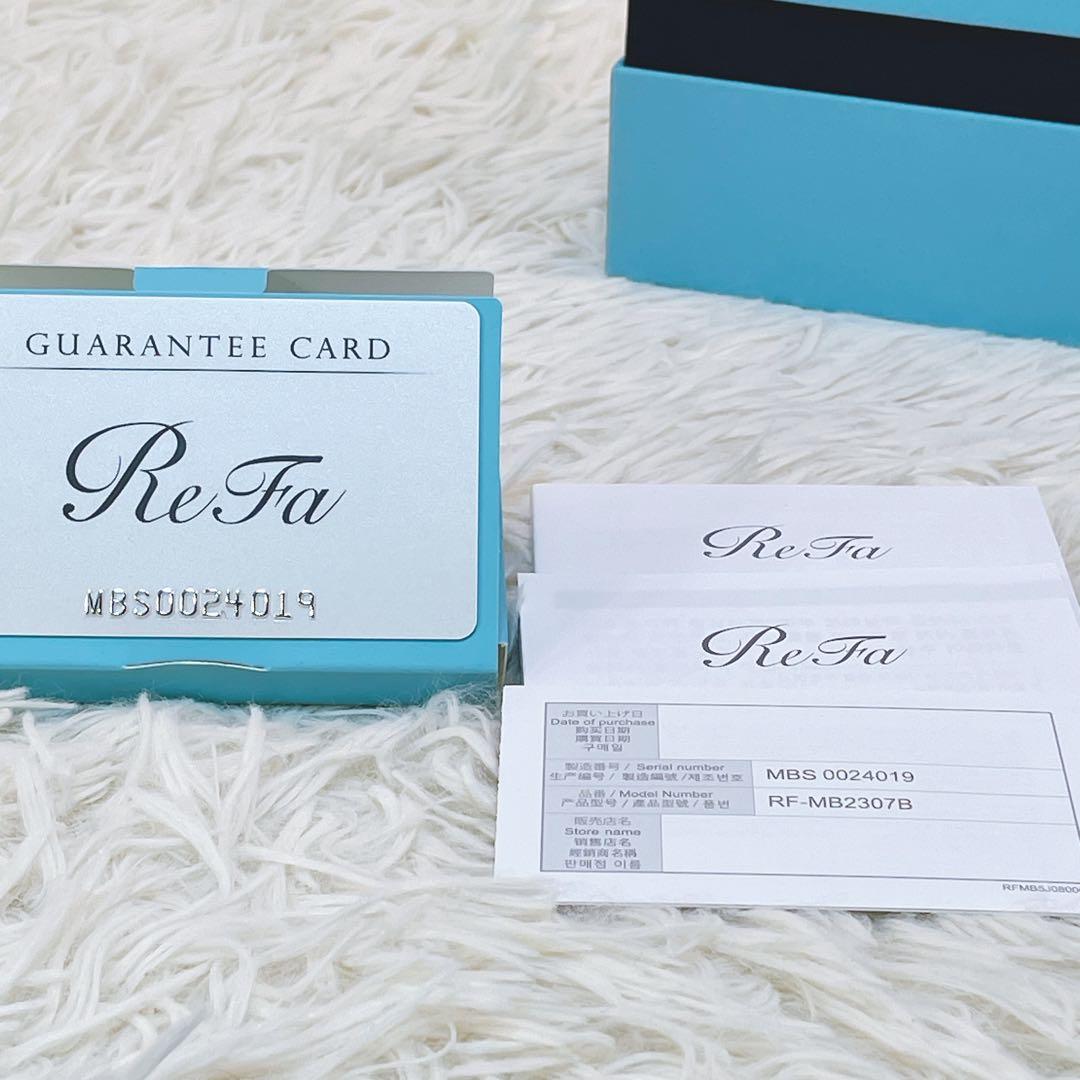 GUARANTEE CARD
ReFa
MBS0024019
ReFa
ReFa
お買い上げ日
Date of purchase
购买日期
購買日期
구매일
製造番号 / Serial number
生产编号 / 製造編號 /제조번호
MBS 0024019
品番 / Model Number
产品型号 / 產品型號 / 품번
RF-MB2307B
販売店名
Store name
销售店名
經銷商名稱
판매점 이름